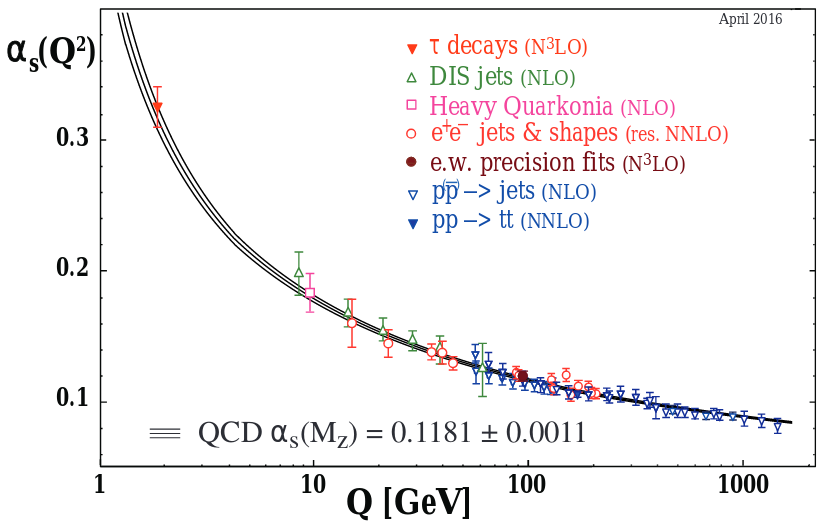 April 2016
αs(Q²)
τ decays (N³LO)
DIS jets (NLO)
Heavy Quarkonia (NLO)
e⁺e⁻ jets & shapes (res. NNLO)
e.w. precision fits (N³LO)
pp(̅) –> jets (NLO)
pp –> tt (NNLO)
0.3
0.2
0.1
QCD αs(Mz) = 0.1181 ± 0.0011
1 10 100 1000
Q [GeV]